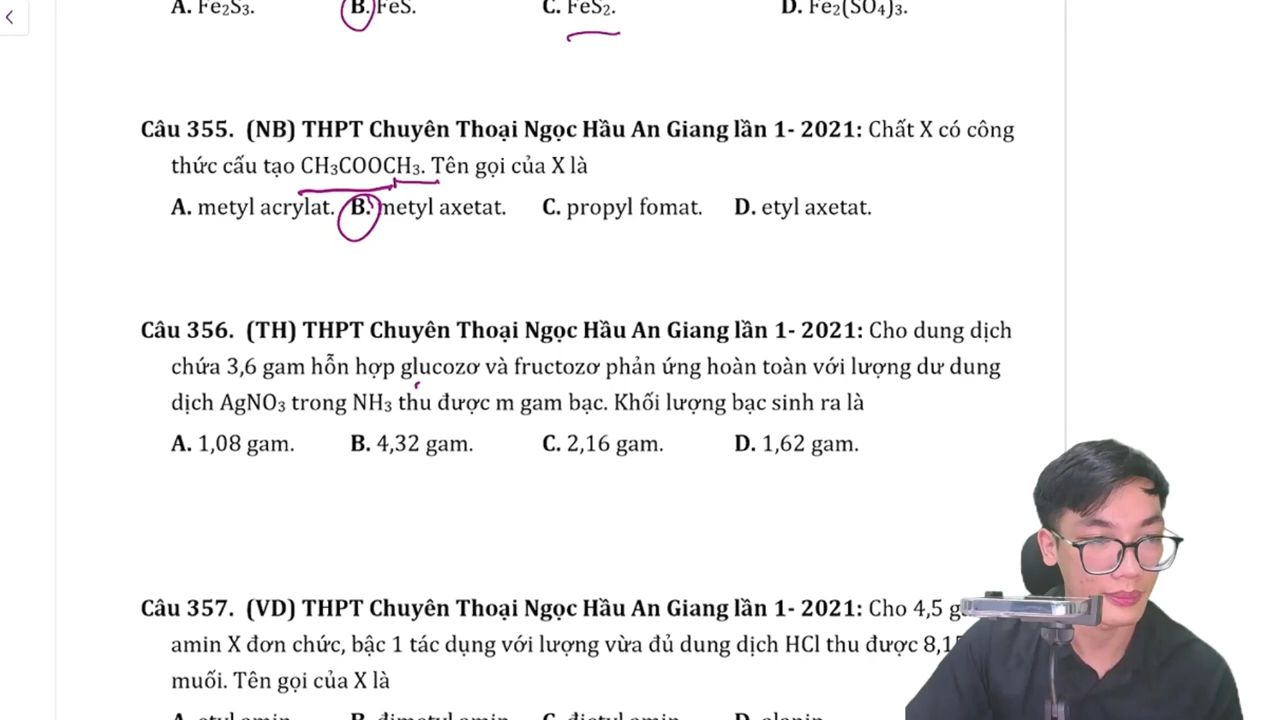 A. Fe₂S₃. B. FeS. C. FeS₂. D. Fe₂(SO₄)₃.
Câu 355. (NB) THPT Chuyên Thoại Ngọc Hầu An Giang lần 1- 2021: Chất X có công
thức cấu tạo CH₃COOCH₃. Tên gọi của X là
A. metyl acrylat. B. metyl axetat. C. propyl fomat. D. etyl axetat.
Câu 356. (TH) THPT Chuyên Thoại Ngọc Hầu An Giang lần 1- 2021: Cho dung dịch
chứa 3,6 gam hỗn hợp glucozơ và fructozơ phản ứng hoàn toàn với lượng dư dung
dịch AgNO₃ trong NH₃ thu được m gam bạc. Khối lượng bạc sinh ra là
A. 1,08 gam. B. 4,32 gam. C. 2,16 gam. D. 1,62 gam.
Câu 357. (VD) THPT Chuyên Thoại Ngọc Hầu An Giang lần 1- 2021: Cho 4,5
amin X đơn chức, bậc 1 tác dụng với lượng vừa đủ dung dịch HCl thu được
muối. Tên gọi của X là
A. etyl amin. B. đimetyl amin. C. đietyl amin. D. alanin.